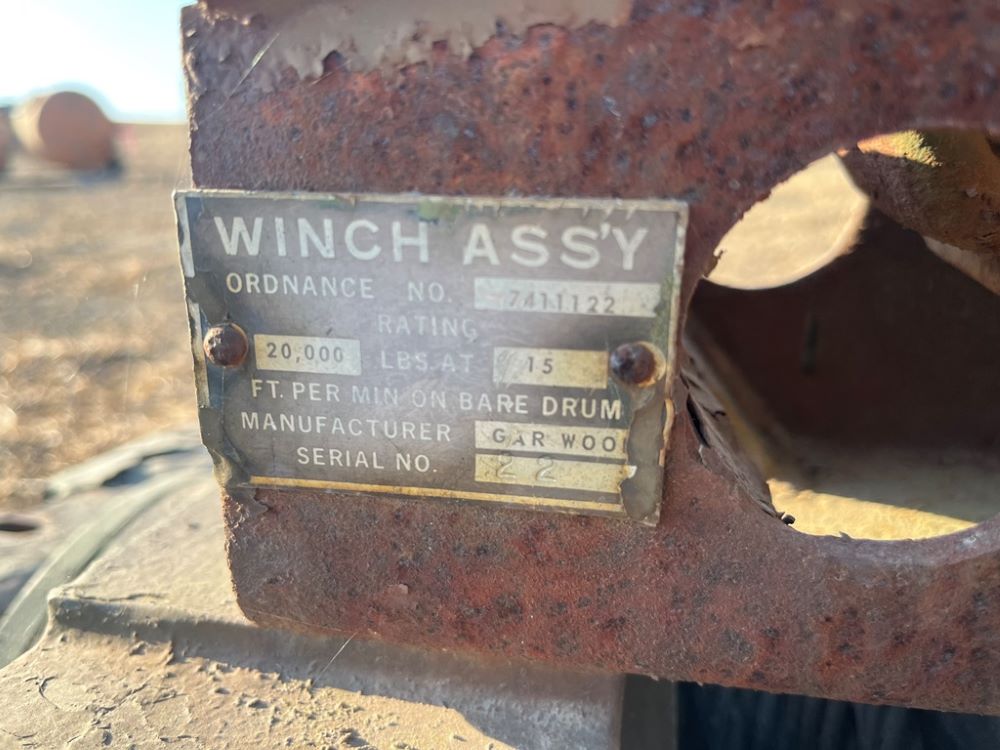 WINCH ASS'Y
ORDNANCE NO. 7411122
RATING
20,000 LBS. AT 15
FT. PER MIN ON BARE DRUM
MANUFACTURER GAR WOO
SERIAL NO. 22